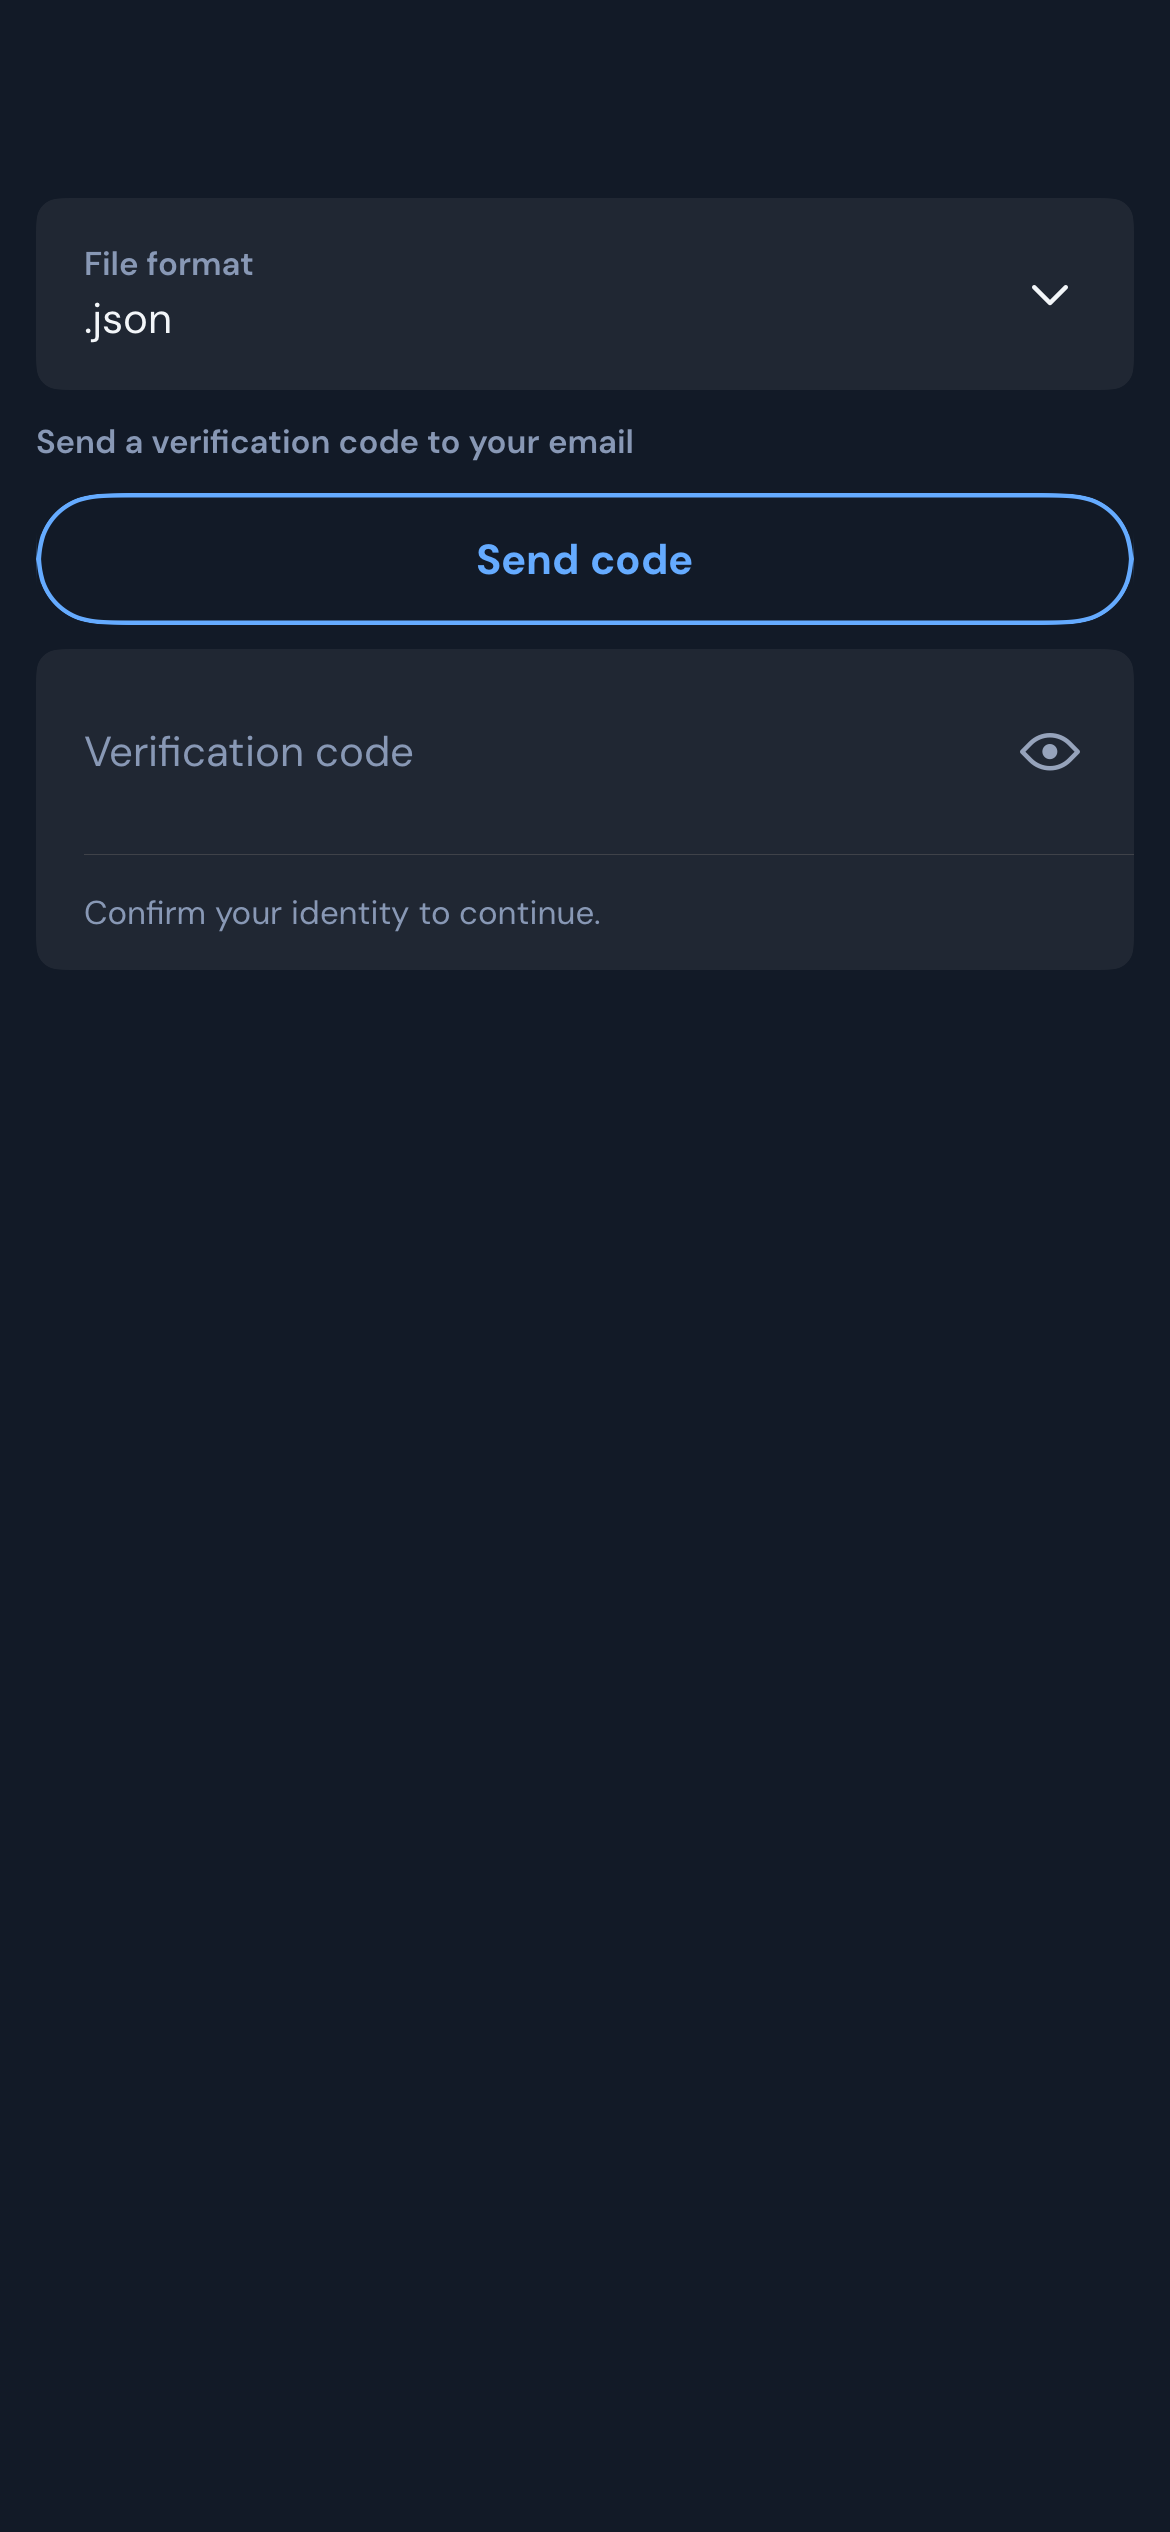 File format
.json
Send a verification code to your email
Send code
Verification code
Confirm your identity to continue.